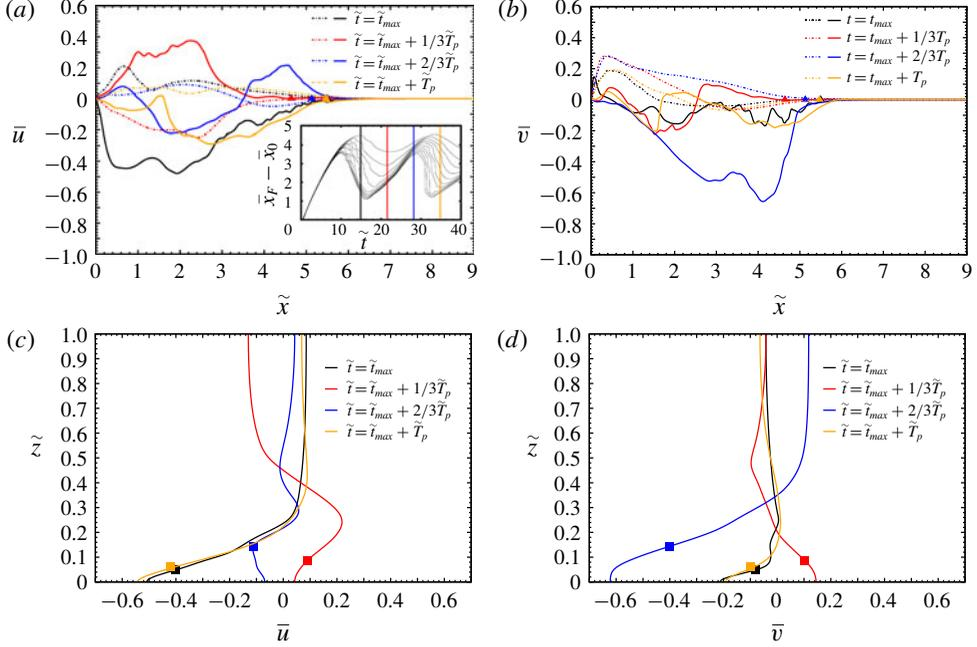 (a)
0.6
0.4
0.2
0
−0.2
−0.4
−0.6
−0.8
−1.0
u̅
t̃ = t̃max
t̃ = t̃max + 1/3T̃p
t̃ = t̃max + 2/3T̃p
t̃ = t̃max + T̃p
5
4
3
2
1
0
x̅F − x̅0
10 20 30 40
t̃
0 1 2 3 4 5 6 7 8 9
x̃
(b)
0.6
0.4
0.2
0
−0.2
−0.4
−0.6
−0.8
−1.0
v̅
t = tmax
t = tmax + 1/3Tp
t = tmax + 2/3Tp
t = tmax + Tp
0 1 2 3 4 5 6 7 8 9
x̃
(c)
1.0
0.9
0.8
0.7
0.6
0.5
0.4
0.3
0.2
0.1
0
z̃
t̃ = t̃max
t̃ = t̃max + 1/3T̃p
t̃ = t̃max + 2/3T̃p
t̃ = t̃max + T̃p
−0.6 −0.4 −0.2 0 0.2 0.4 0.6
u̅
(d)
1.0
0.9
0.8
0.7
0.6
0.5
0.4
0.3
0.2
0.1
0
z̃
t̃ = t̃max
t̃ = t̃max + 1/3T̃p
t̃ = t̃max + 2/3T̃p
t̃ = t̃max + T̃p
−0.6 −0.4 −0.2 0 0.2 0.4 0.6
v̅